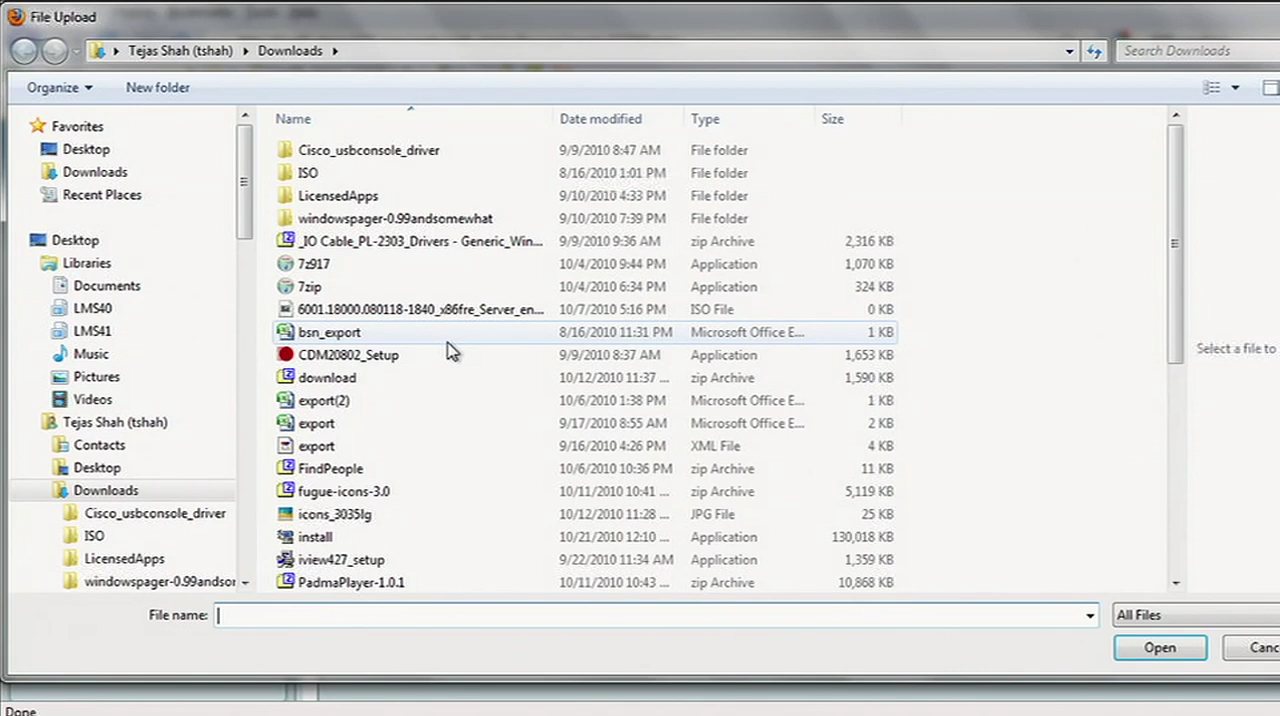 File Upload
Tejas Shah (tshah) Downloads
Search Downloads
Organize New folder
Favorites
Desktop
Downloads
Recent Places
Desktop
Libraries
Documents
LMS40
LMS41
Music
Pictures
Videos
Tejas Shah (tshah)
Contacts
Desktop
Downloads
Cisco_usbconsole_driver
ISO
LicensedApps
windowspager-0.99andsor
Name Date modified Type Size
Cisco_usbconsole_driver 9/9/2010 8:47 AM File folder
ISO 8/16/2010 1:01 PM File folder
LicensedApps 9/10/2010 4:33 PM File folder
windowspager-0.99andsomewhat 9/10/2010 7:39 PM File folder
_IO Cable_PL-2303_Drivers - Generic_Win... 9/9/2010 9:36 AM zip Archive 2,316 KB
7z917 10/4/2010 9:44 PM Application 1,070 KB
7zip 10/4/2010 6:34 PM Application 324 KB
6001.18000.080118-1840_x86fre_Server_en... 10/7/2010 5:16 PM ISO File 0 KB
bsn_export 8/16/2010 11:31 PM Microsoft Office E... 1 KB
CDM20802_Setup 9/9/2010 8:37 AM Application 1,653 KB
download 10/12/2010 11:37 ... zip Archive 1,590 KB
export(2) 10/6/2010 1:38 PM Microsoft Office E... 1 KB
export 9/17/2010 8:55 AM Microsoft Office E... 2 KB
export 9/16/2010 4:26 PM XML File 4 KB
FindPeople 10/6/2010 10:36 PM zip Archive 11 KB
fugue-icons-3.0 10/11/2010 10:41 ... zip Archive 5,119 KB
icons_3035lg 10/12/2010 11:28 ... JPG File 25 KB
install 10/21/2010 12:10 ... Application 130,018 KB
iview427_setup 9/22/2010 11:34 AM Application 1,359 KB
PadmaPlayer-1.0.1 10/11/2010 10:43 ... zip Archive 10,868 KB
Select a file to
File name:
All Files
Open Canc
Done